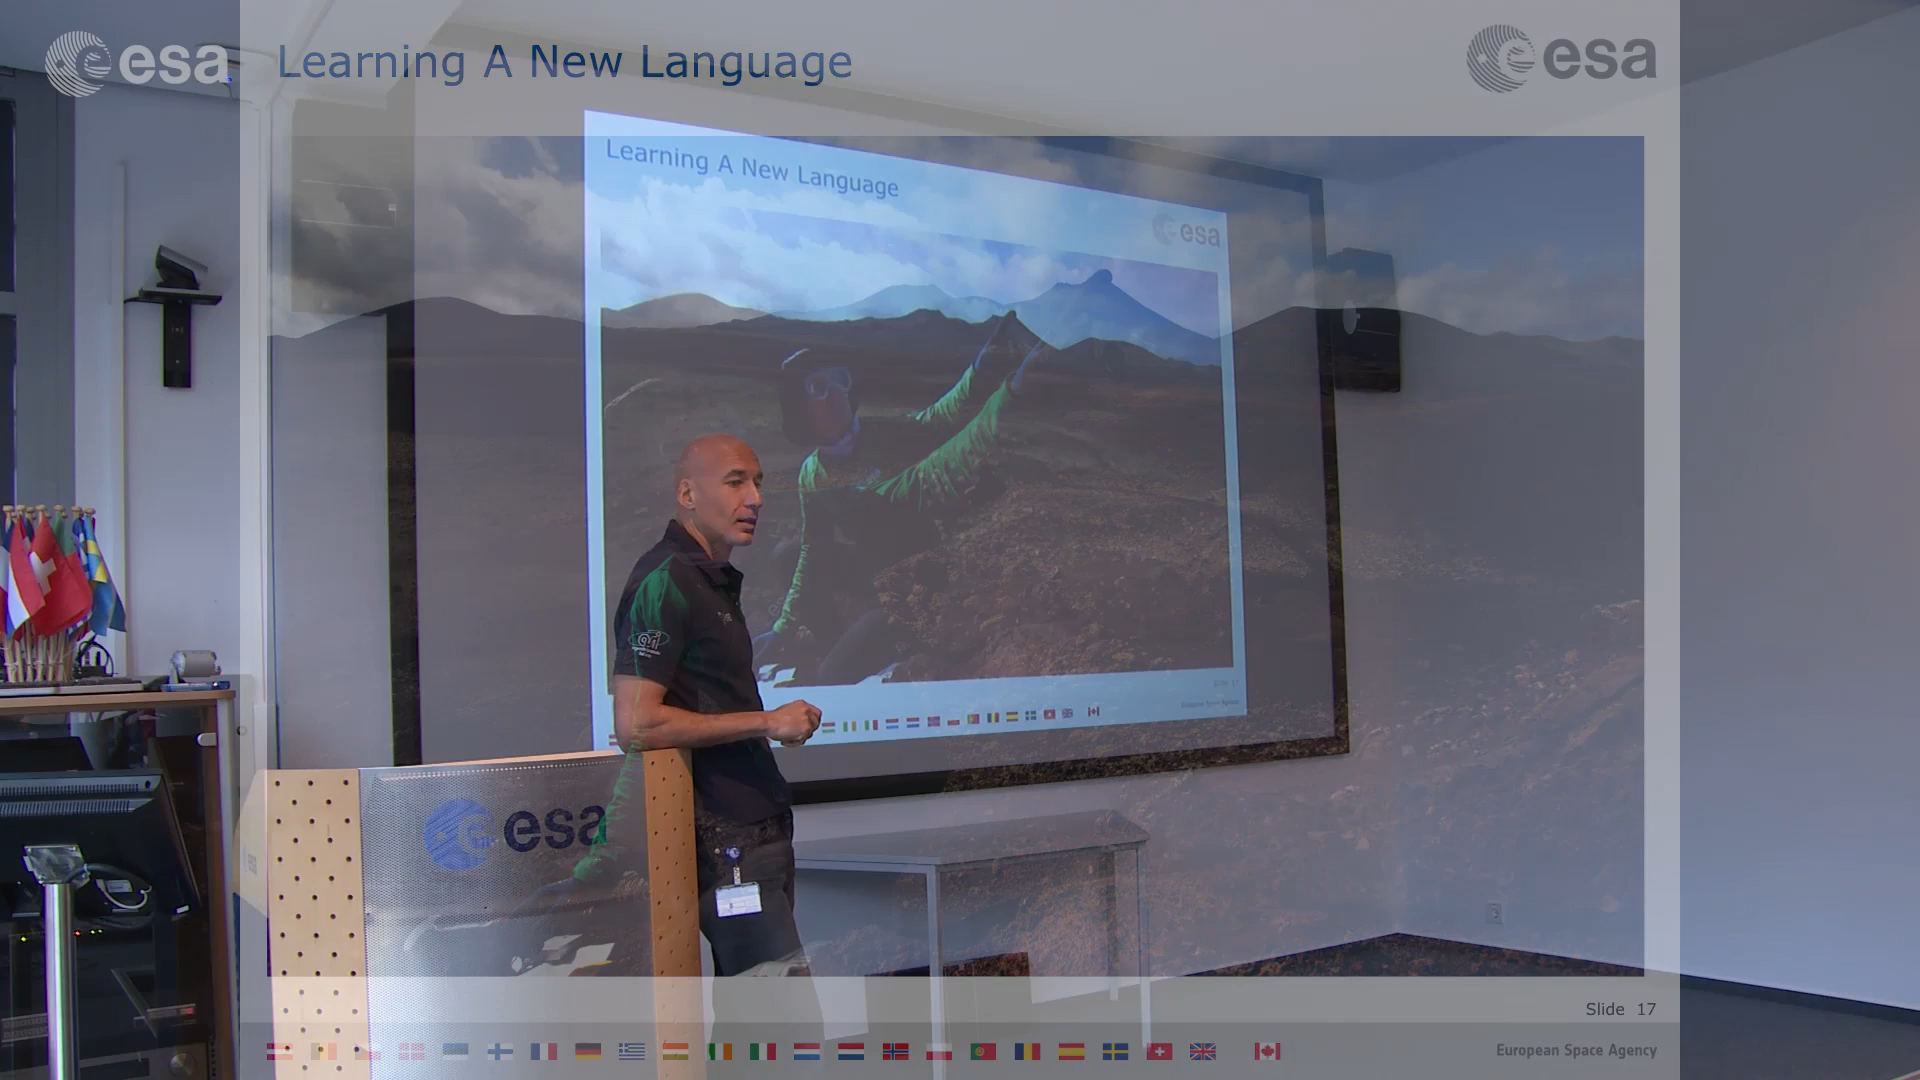 esa
Learning A New Language
esa
Learning A New Language
esa
esa
Slide 17
European Space Agency